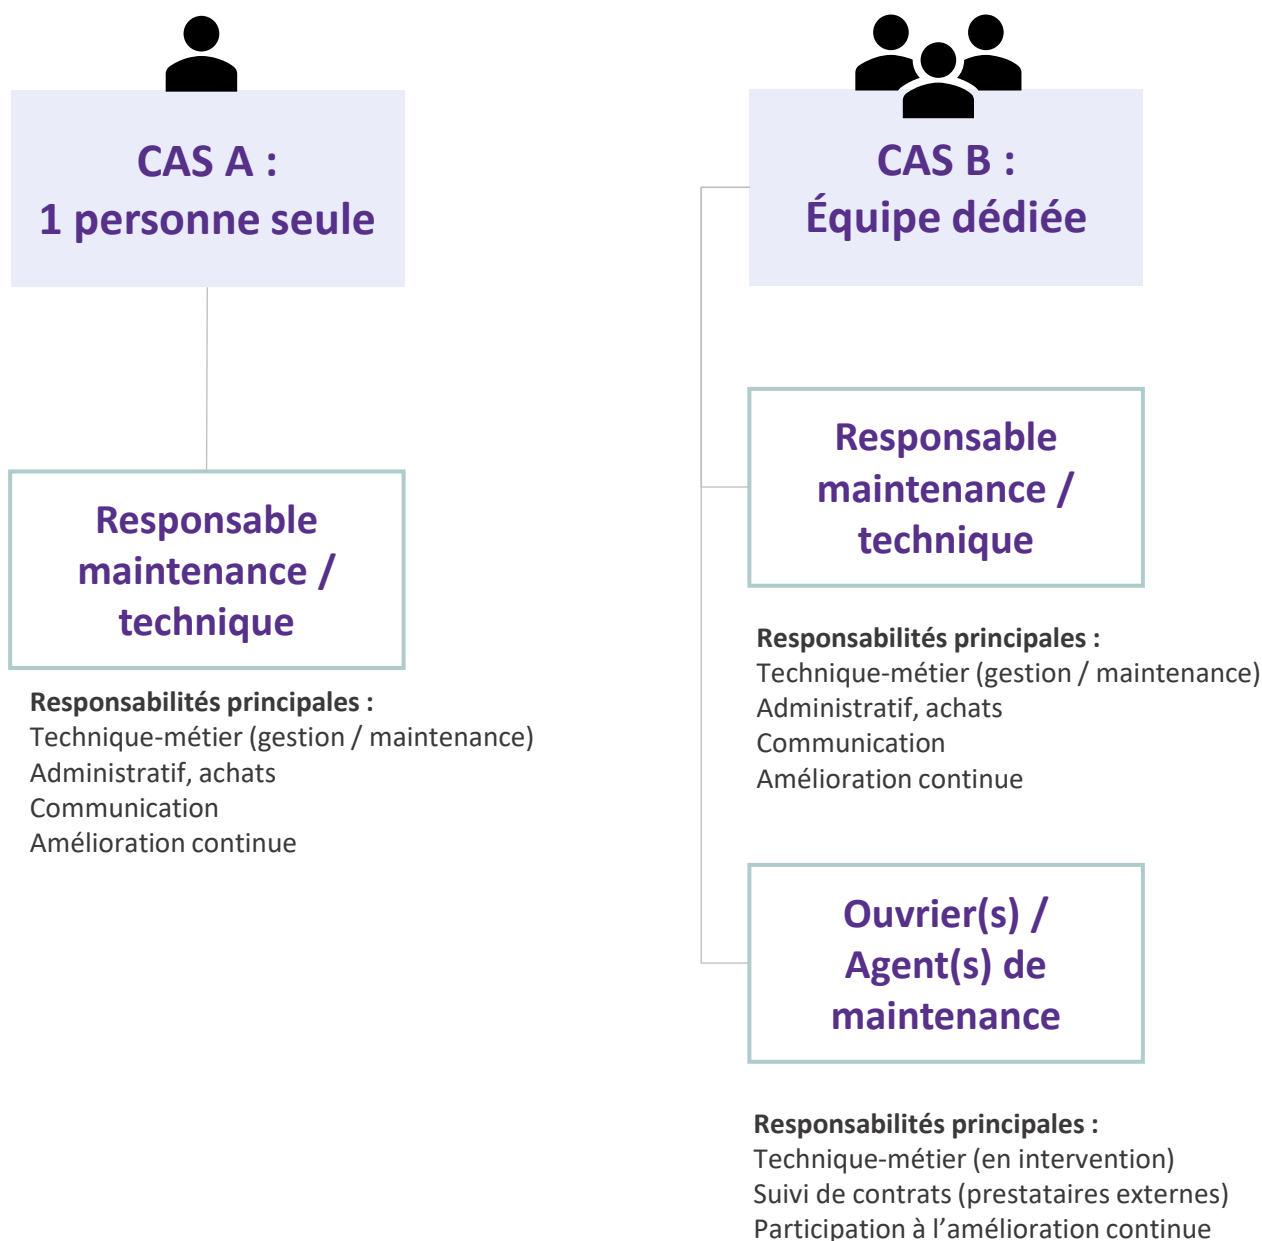 CAS A :
1 personne seule
Responsable
maintenance /
technique
Responsabilités principales :
Technique-métier (gestion / maintenance)
Administratif, achats
Communication
Amélioration continue
CAS B :
Équipe dédiée
Responsable
maintenance /
technique
Responsabilités principales :
Technique-métier (gestion / maintenance)
Administratif, achats
Communication
Amélioration continue
Ouvrier(s) /
Agent(s) de
maintenance
Responsabilités principales :
Technique-métier (en intervention)
Suivi de contrats (prestataires externes)
Participation à l’amélioration continue